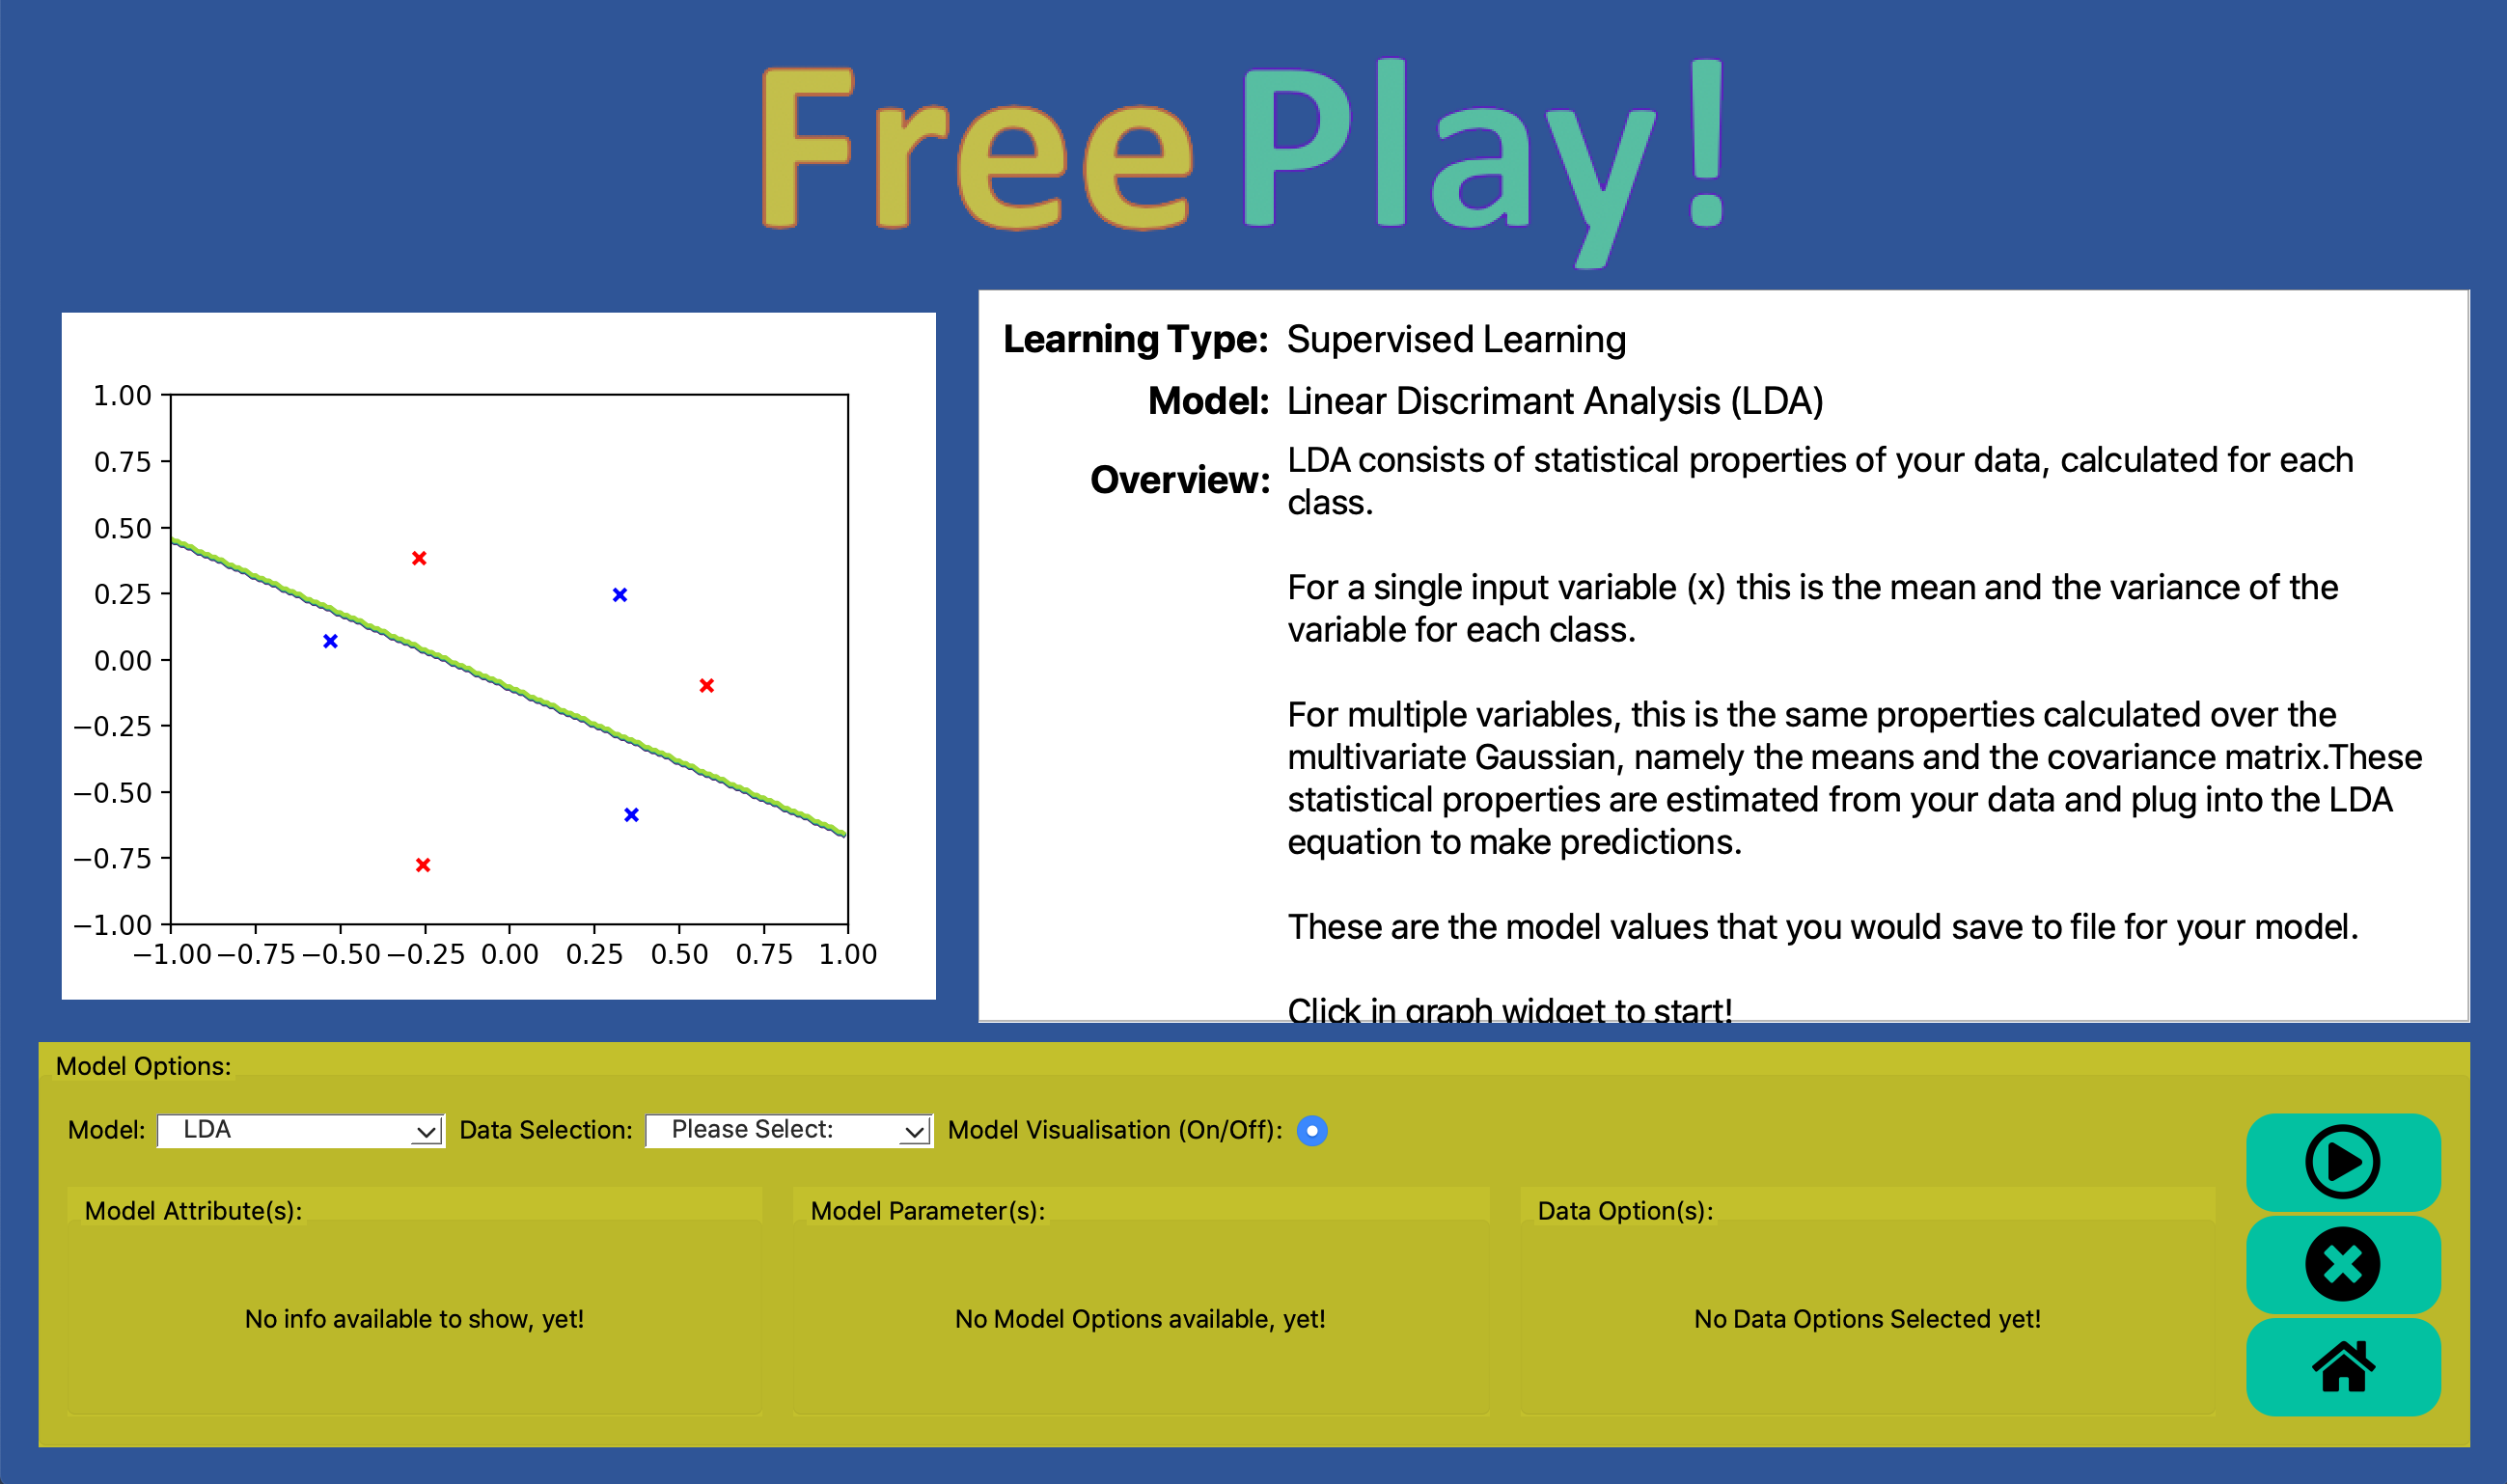 Free Play!
Learning Type: Supervised Learning
Model: Linear Discrimant Analysis (LDA)
Overview: LDA consists of statistical properties of your data, calculated for each
class.
For a single input variable (x) this is the mean and the variance of the
variable for each class.
For multiple variables, this is the same properties calculated over the
multivariate Gaussian, namely the means and the covariance matrix.These
statistical properties are estimated from your data and plug into the LDA
equation to make predictions.
These are the model values that you would save to file for your model.
Click in graph widget to start!
1.00
0.75
0.50
0.25
0.00
−0.25
−0.50
−0.75
−1.00
−1.00 −0.75 −0.50 −0.25 0.00 0.25 0.50 0.75 1.00
Model Options:
Model: LDA Data Selection: Please Select: Model Visualisation (On/Off):
Model Attribute(s): Model Parameter(s): Data Option(s):
No info available to show, yet! No Model Options available, yet! No Data Options Selected yet!